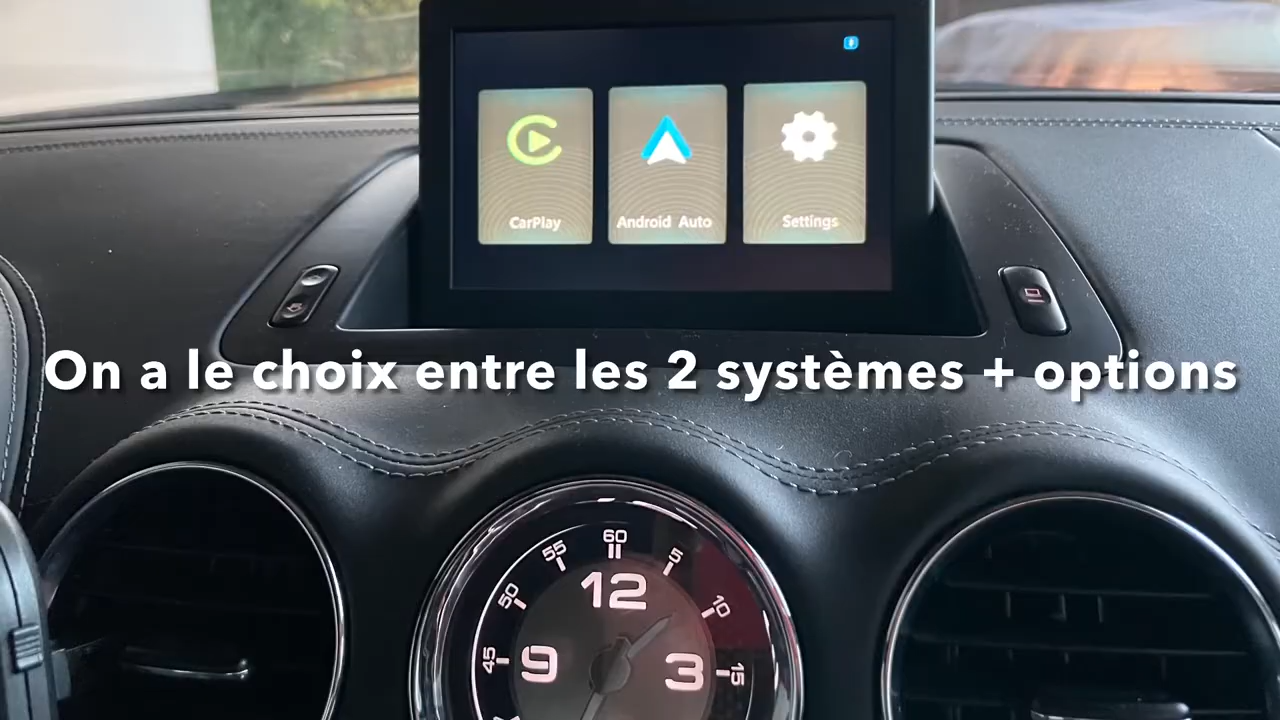 CarPlay
Android Auto
Settings
On a le choix entre les 2 systèmes + options
60
55
5
50
12
10
45
9
3
15